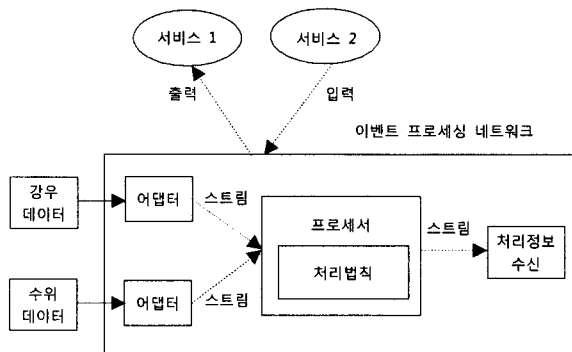 서비스 1
서비스 2
출력
입력
이벤트 프로세싱 네트워크
강우
데이터
어댑터
스트림
프로세서
처리법칙
스트림
처리정보
수신
수위
데이터
어댑터
스트림